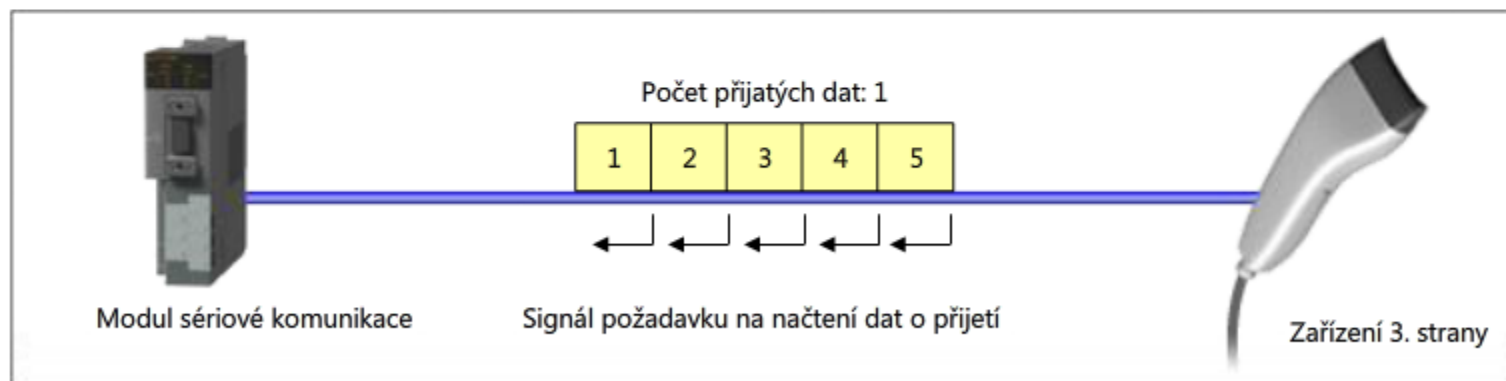 Počet přijatých dat: 1
1 2 3 4 5
Modul sériové komunikace
Signál požadavku na načtení dat o přijetí
Zařízení 3. strany